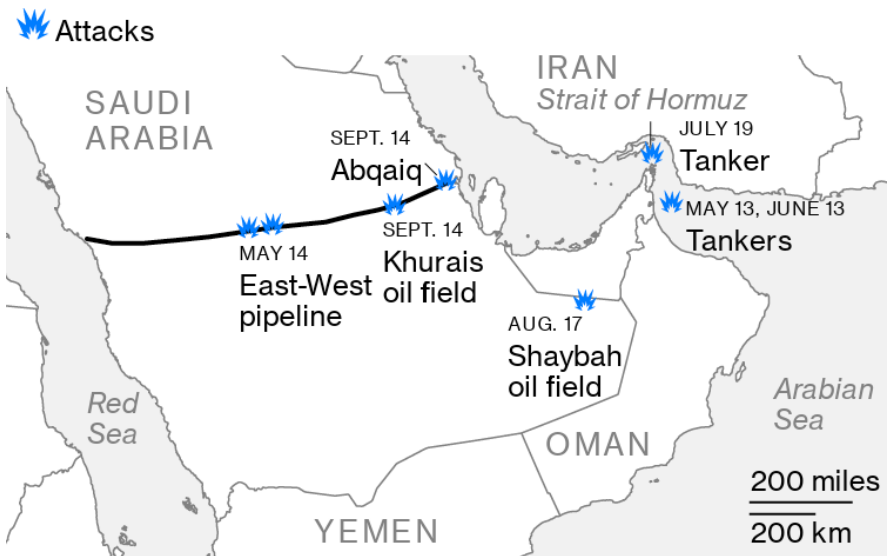 Attacks
SAUDI
ARABIA
IRAN
Strait of Hormuz
JULY 19
Tanker
SEPT. 14
Abqaiq
MAY 13, JUNE 13
Tankers
SEPT. 14
Khurais
oil field
MAY 14
East-West
pipeline
AUG. 17
Shaybah
oil field
Red
Sea
Arabian
Sea
OMAN
YEMEN
200 miles
200 km